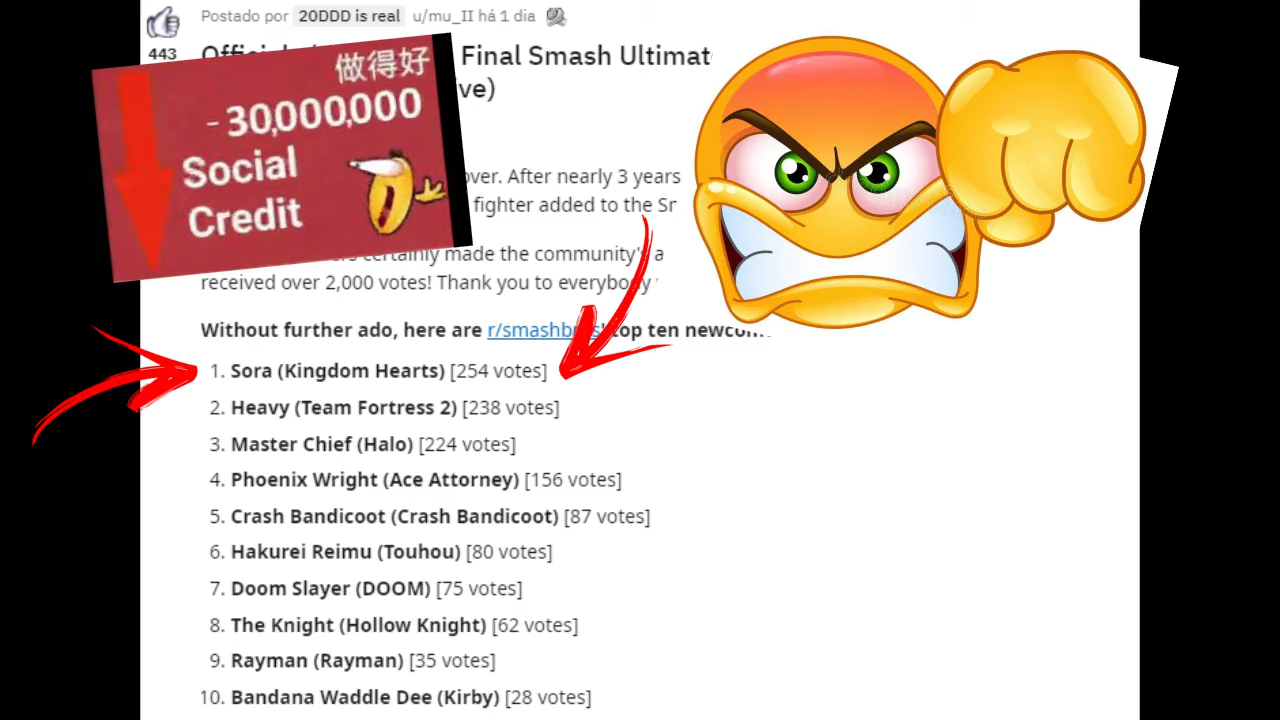 Postado por 20DDD is real u/mu_II há 1 dia
443
Final Smash Ultimat
做得好
-30,000,000
Social
Credit
over. After nearly 3 years
fighter added to the
certainly made the community's a
received over 2,000 votes! Thank you to everybody
Without further ado, here are r/smashbros' top ten
1. Sora (Kingdom Hearts) [254 votes]
2. Heavy (Team Fortress 2) [238 votes]
3. Master Chief (Halo) [224 votes]
4. Phoenix Wright (Ace Attorney) [156 votes]
5. Crash Bandicoot (Crash Bandicoot) [87 votes]
6. Hakurei Reimu (Touhou) [80 votes]
7. Doom Slayer (DOOM) [75 votes]
8. The Knight (Hollow Knight) [62 votes]
9. Rayman (Rayman) [35 votes]
10. Bandana Waddle Dee (Kirby) [28 votes]